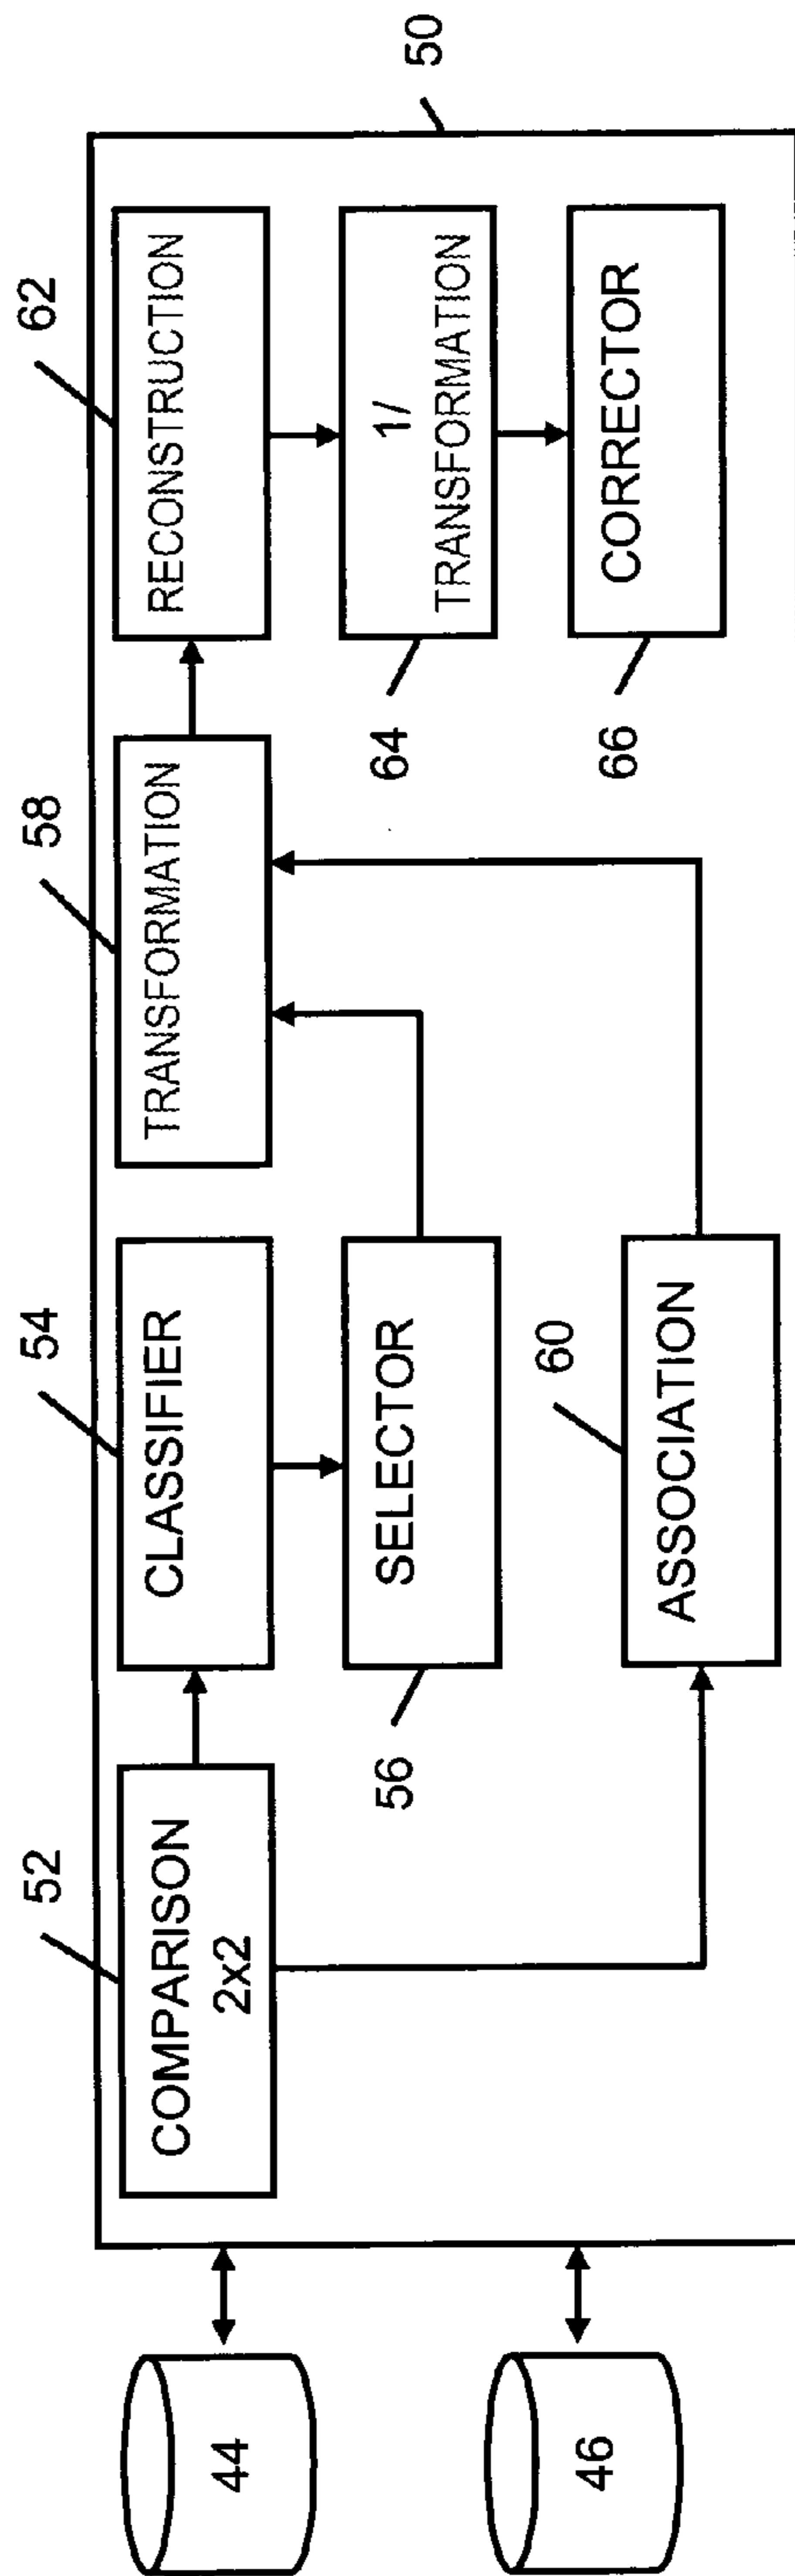 50
52
54
58
62
COMPARISON
2x2
CLASSIFIER
TRANSFORMATION
RECONSTRUCTION
44
56
SELECTOR
64
1/
TRANSFORMATION
46
60
ASSOCIATION
66
CORRECTOR